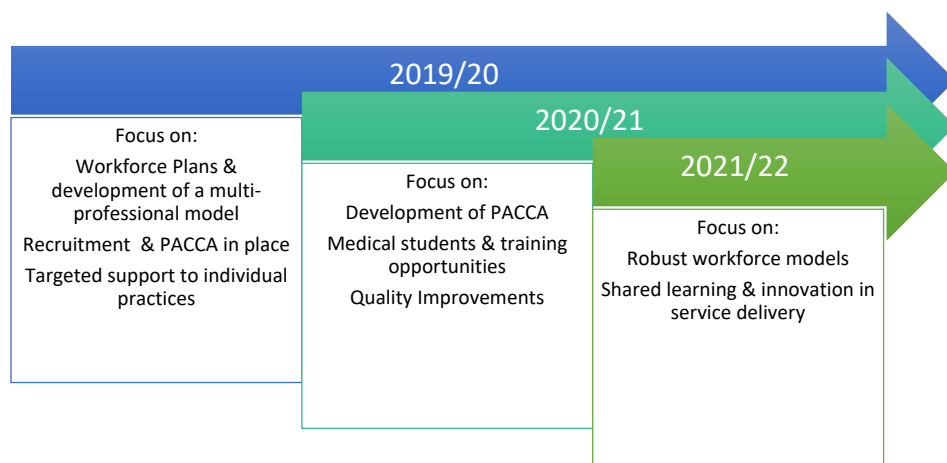 2019/20
Focus on:
Workforce Plans &
development of a multi-
professional model
Recruitment & PACCA in place
Targeted support to individual
practices
2020/21
Focus on:
Development of PACCA
Medical students & training
opportunities
Quality Improvements
2021/22
Focus on:
Robust workforce models
Shared learning & innovation in
service delivery